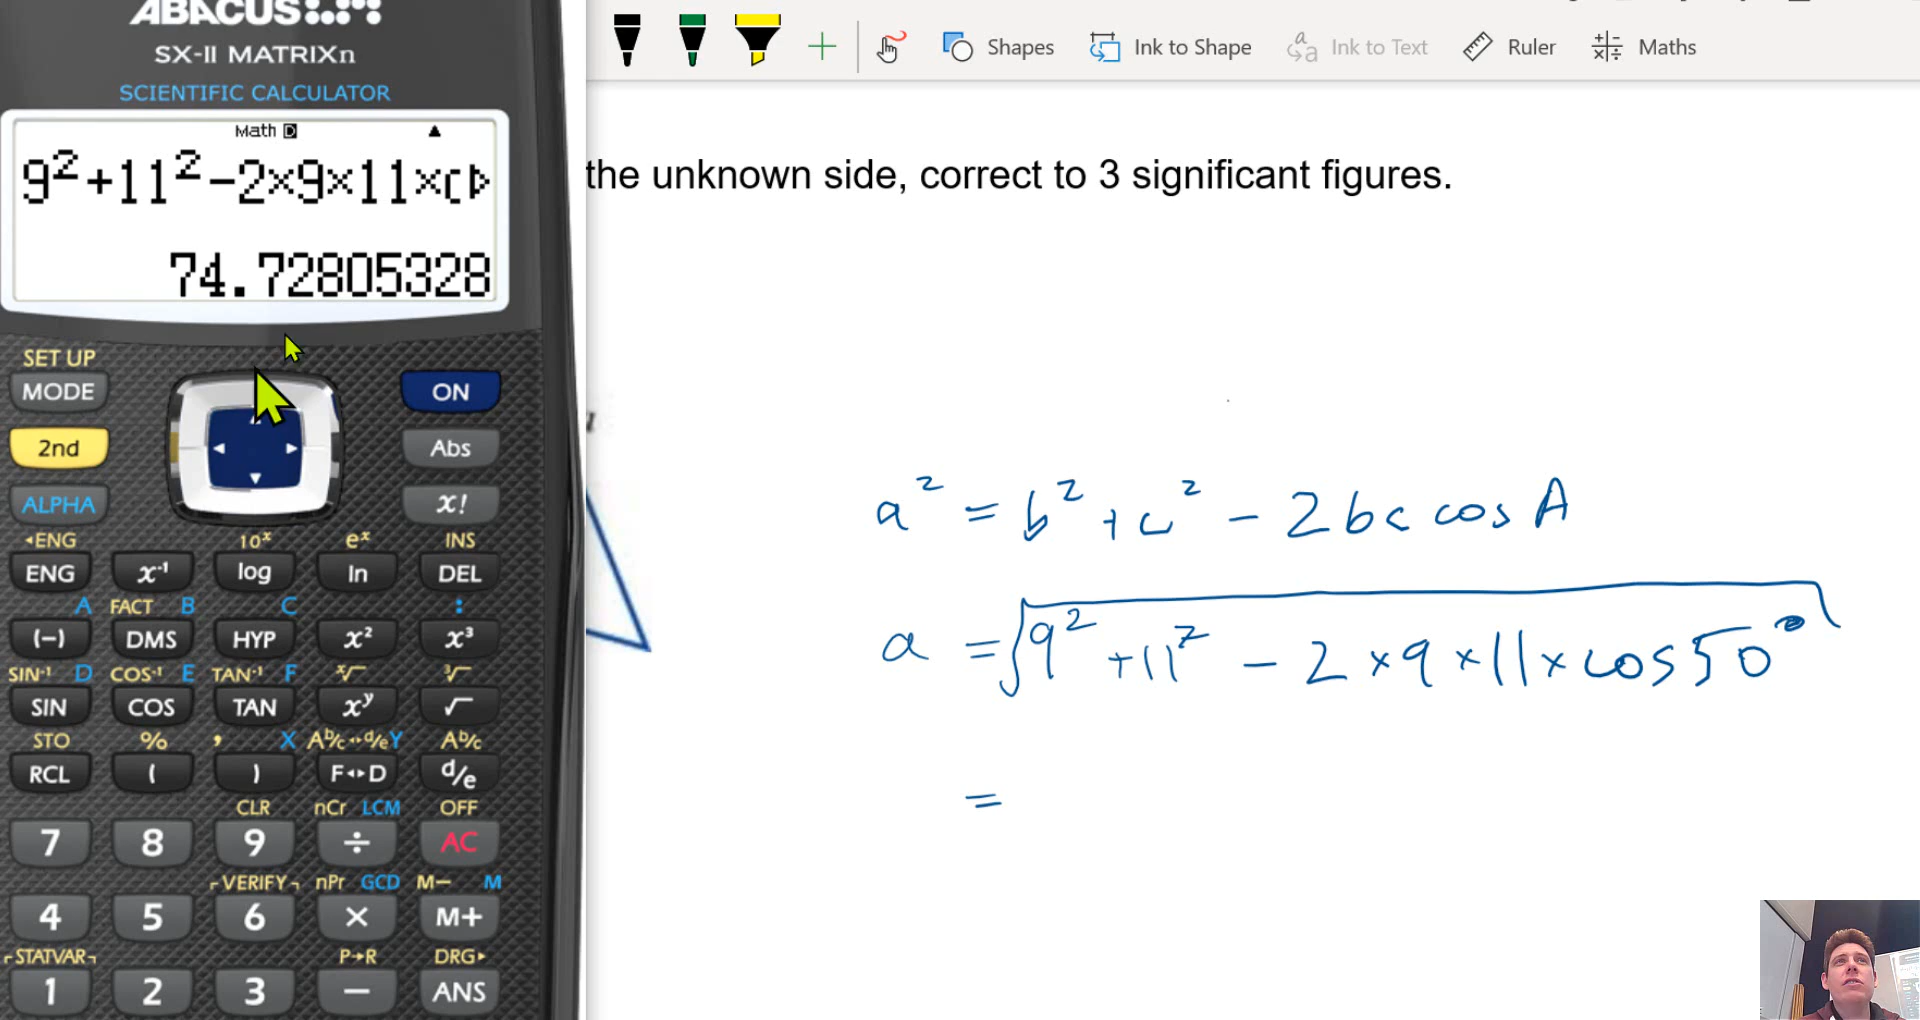 ABACUS
SX-II MATRIXn
SCIENTIFIC CALCULATOR
Math D ▲
9²+11²−2×9×11×c
74.72805328
SET UP
MODE ON
2nd Abs
ALPHA x!
◂ENG 10ˣ eˣ INS
ENG x⁻¹ log ln DEL
A FACT B C :
(−) DMS HYP x² x³
SIN⁻¹ D COS⁻¹ E TAN⁻¹ F ˣ√ ³√
SIN COS TAN xʸ √
STO % , X Ab/c◂▸d/e Y Ab/c
RCL ( ) F◂▸D d/e
CLR nCr LCM OFF
7 8 9 ÷ AC
VERIFY nPr GCD M− M
4 5 6 × M+
STATVAR P→R DRG▸
1 2 3 − ANS
Shapes Ink to Shape Ink to Text Ruler Maths
the unknown side, correct to 3 significant figures.
a² = b² + c² − 2bc cos A
a = √9² + 11² − 2 × 9 × 11 × cos 50°
=